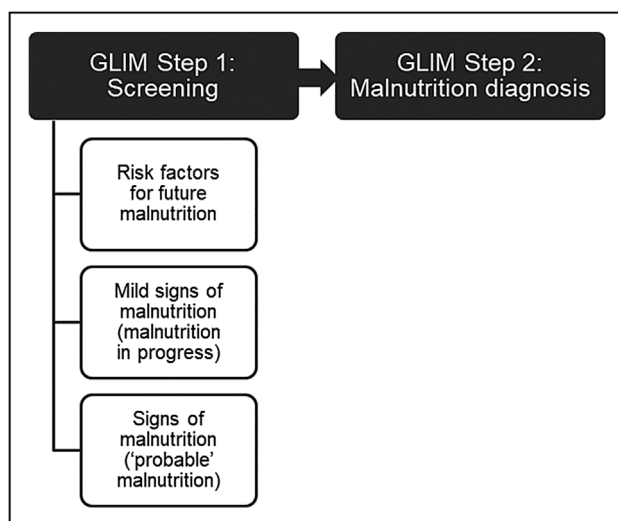 GLIM Step 1:
Screening
GLIM Step 2:
Malnutrition diagnosis
Risk factors
for future
malnutrition
Mild signs of
malnutrition
(malnutrition
in progress)
Signs of
malnutrition
('probable'
malnutrition)